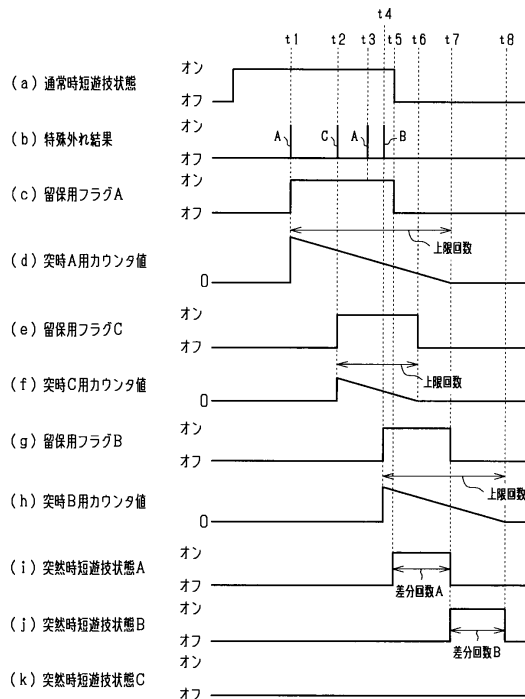 t4
t1 t2 t3 t5 t6 t7 t8
(a) 通常時短遊技状態
オン
オフ
(b) 特殊外れ結果
オン
オフ
A C A B
(c) 留保用フラグA
オン
オフ
(d) 突時A用カウンタ値
0
上限回数
(e) 留保用フラグC
オン
オフ
(f) 突時C用カウンタ値
0
上限回数
(g) 留保用フラグB
オン
オフ
(h) 突時B用カウンタ値
0
上限回数
(i) 突然時短遊技状態A
オン
オフ
差分回数A
(j) 突然時短遊技状態B
オン
オフ
差分回数B
(k) 突然時短遊技状態C
オン
オフ